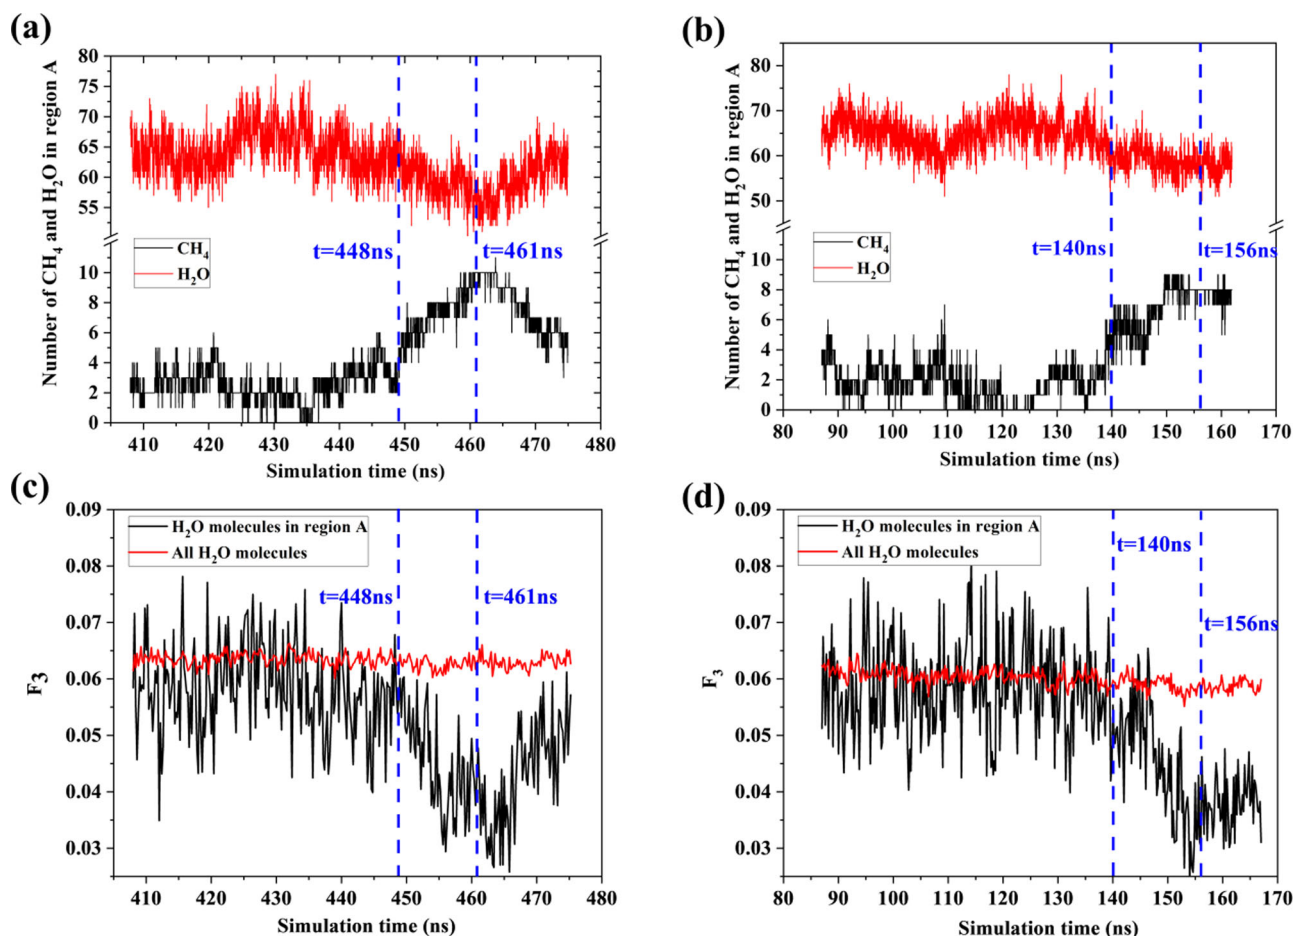 (a)
Number of CH4 and H2O in region A
80
75
70
65
60
55
10
8
6
4
2
0
CH4
H2O
t=448ns
t=461ns
410 420 430 440 450 460 470 480
Simulation time (ns)
(b)
Number of CH4 and H2O in region A
80
70
60
50
8
6
4
2
0
CH4
H2O
t=140ns
t=156ns
80 90 100 110 120 130 140 150 160 170
Simulation time (ns)
(c)
F3
0.09
0.08
0.07
0.06
0.05
0.04
0.03
H2O molecules in region A
All H2O molecules
t=448ns
t=461ns
410 420 430 440 450 460 470 480
Simulation time (ns)
(d)
F3
0.09
0.08
0.07
0.06
0.05
0.04
0.03
H2O molecules in region A
All H2O molecules
t=140ns
t=156ns
80 90 100 110 120 130 140 150 160 170
Simulation time (ns)